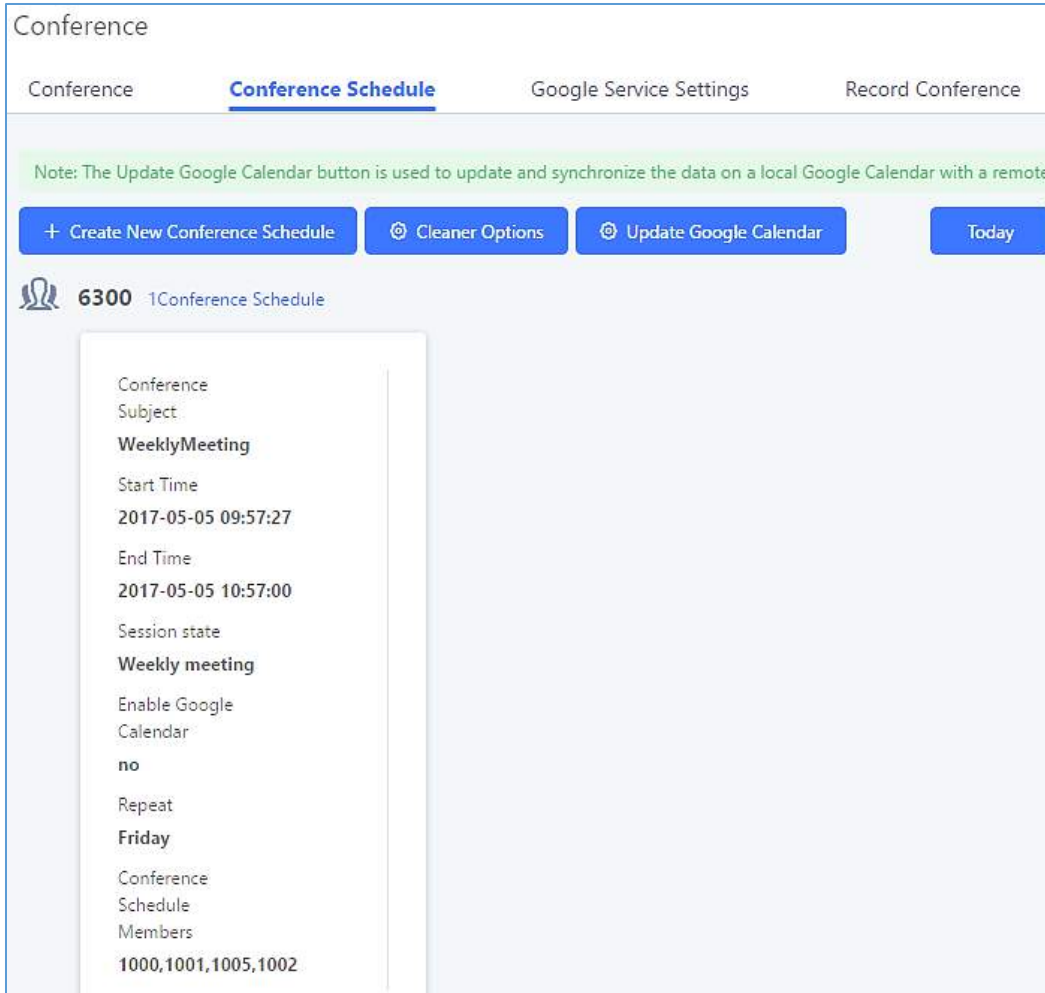 Conference
Conference Conference Schedule Google Service Settings Record Conference
Note: The Update Google Calendar button is used to update and synchronize the data on a local Google Calendar with a remote
+ Create New Conference Schedule Cleaner Options Update Google Calendar Today
6300 1Conference Schedule
Conference
Subject
WeeklyMeeting
Start Time
2017-05-05 09:57:27
End Time
2017-05-05 10:57:00
Session state
Weekly meeting
Enable Google
Calendar
no
Repeat
Friday
Conference
Schedule
Members
1000,1001,1005,1002